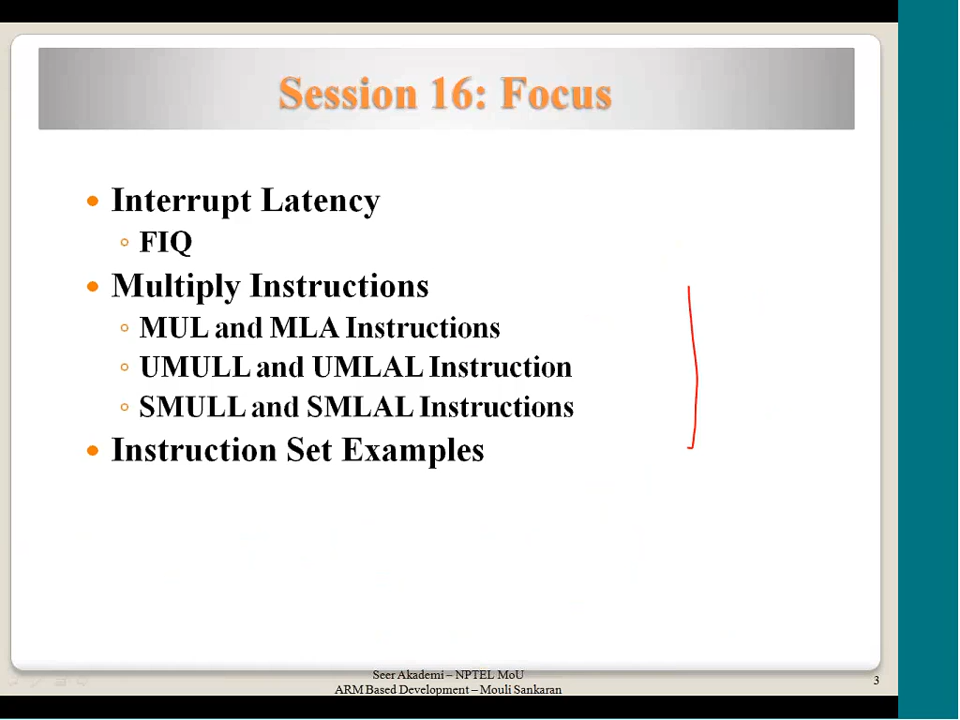 Session 16: Focus
• Interrupt Latency
◦ FIQ
• Multiply Instructions
◦ MUL and MLA Instructions
◦ UMULL and UMLAL Instruction
◦ SMULL and SMLAL Instructions
• Instruction Set Examples
Seer Akademi – NPTEL MoU
ARM Based Development – Mouli Sankaran
3